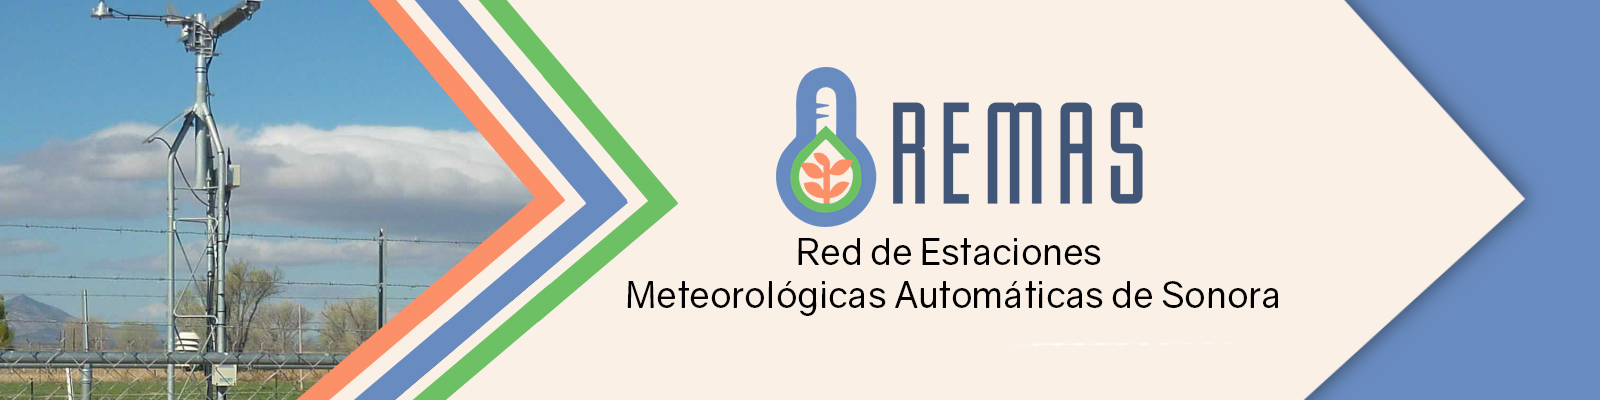 REMAS
Red de Estaciones
Meteorológicas Automáticas de Sonora